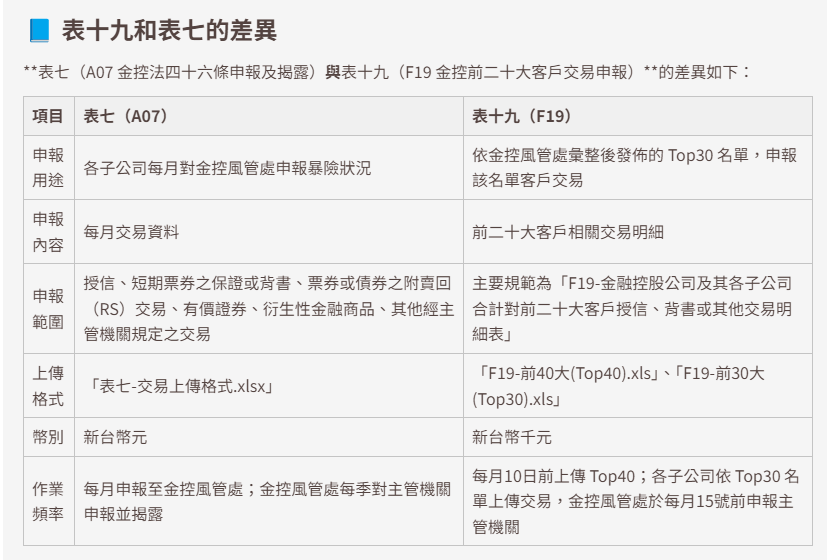 📘 表十九和表七的差異
**表七（A07 金控法四十六條申報及揭露）與表十九（F19 金控前二十大客戶交易申報）**的差異如下：
項目 表七（A07） 表十九（F19）
申報
用途
各子公司每月對金控風管處申報暴險狀況
依金控風管處彙整後發佈的 Top30 名單，申報
該名單客戶交易
申報
內容
每月交易資料
前二十大客戶相關交易明細
申報
範圍
授信、短期票券之保證或背書、票券或債券之附賣回
（RS）交易、有價證券、衍生性金融商品、其他經主
管機關規定之交易
主要規範為「F19-金融控股公司及其各子公司
合計對前二十大客戶授信、背書或其他交易明
細表」
上傳
格式
「表七-交易上傳格式.xlsx」
「F19-前40大(Top40).xls」、「F19-前30大
(Top30).xls」
幣別 新台幣元 新台幣千元
作業
頻率
每月申報至金控風管處；金控風管處每季對主管機關
申報並揭露
每月10日前上傳 Top40；各子公司依 Top30 名
單上傳交易，金控風管處於每月15號前申報主
管機關